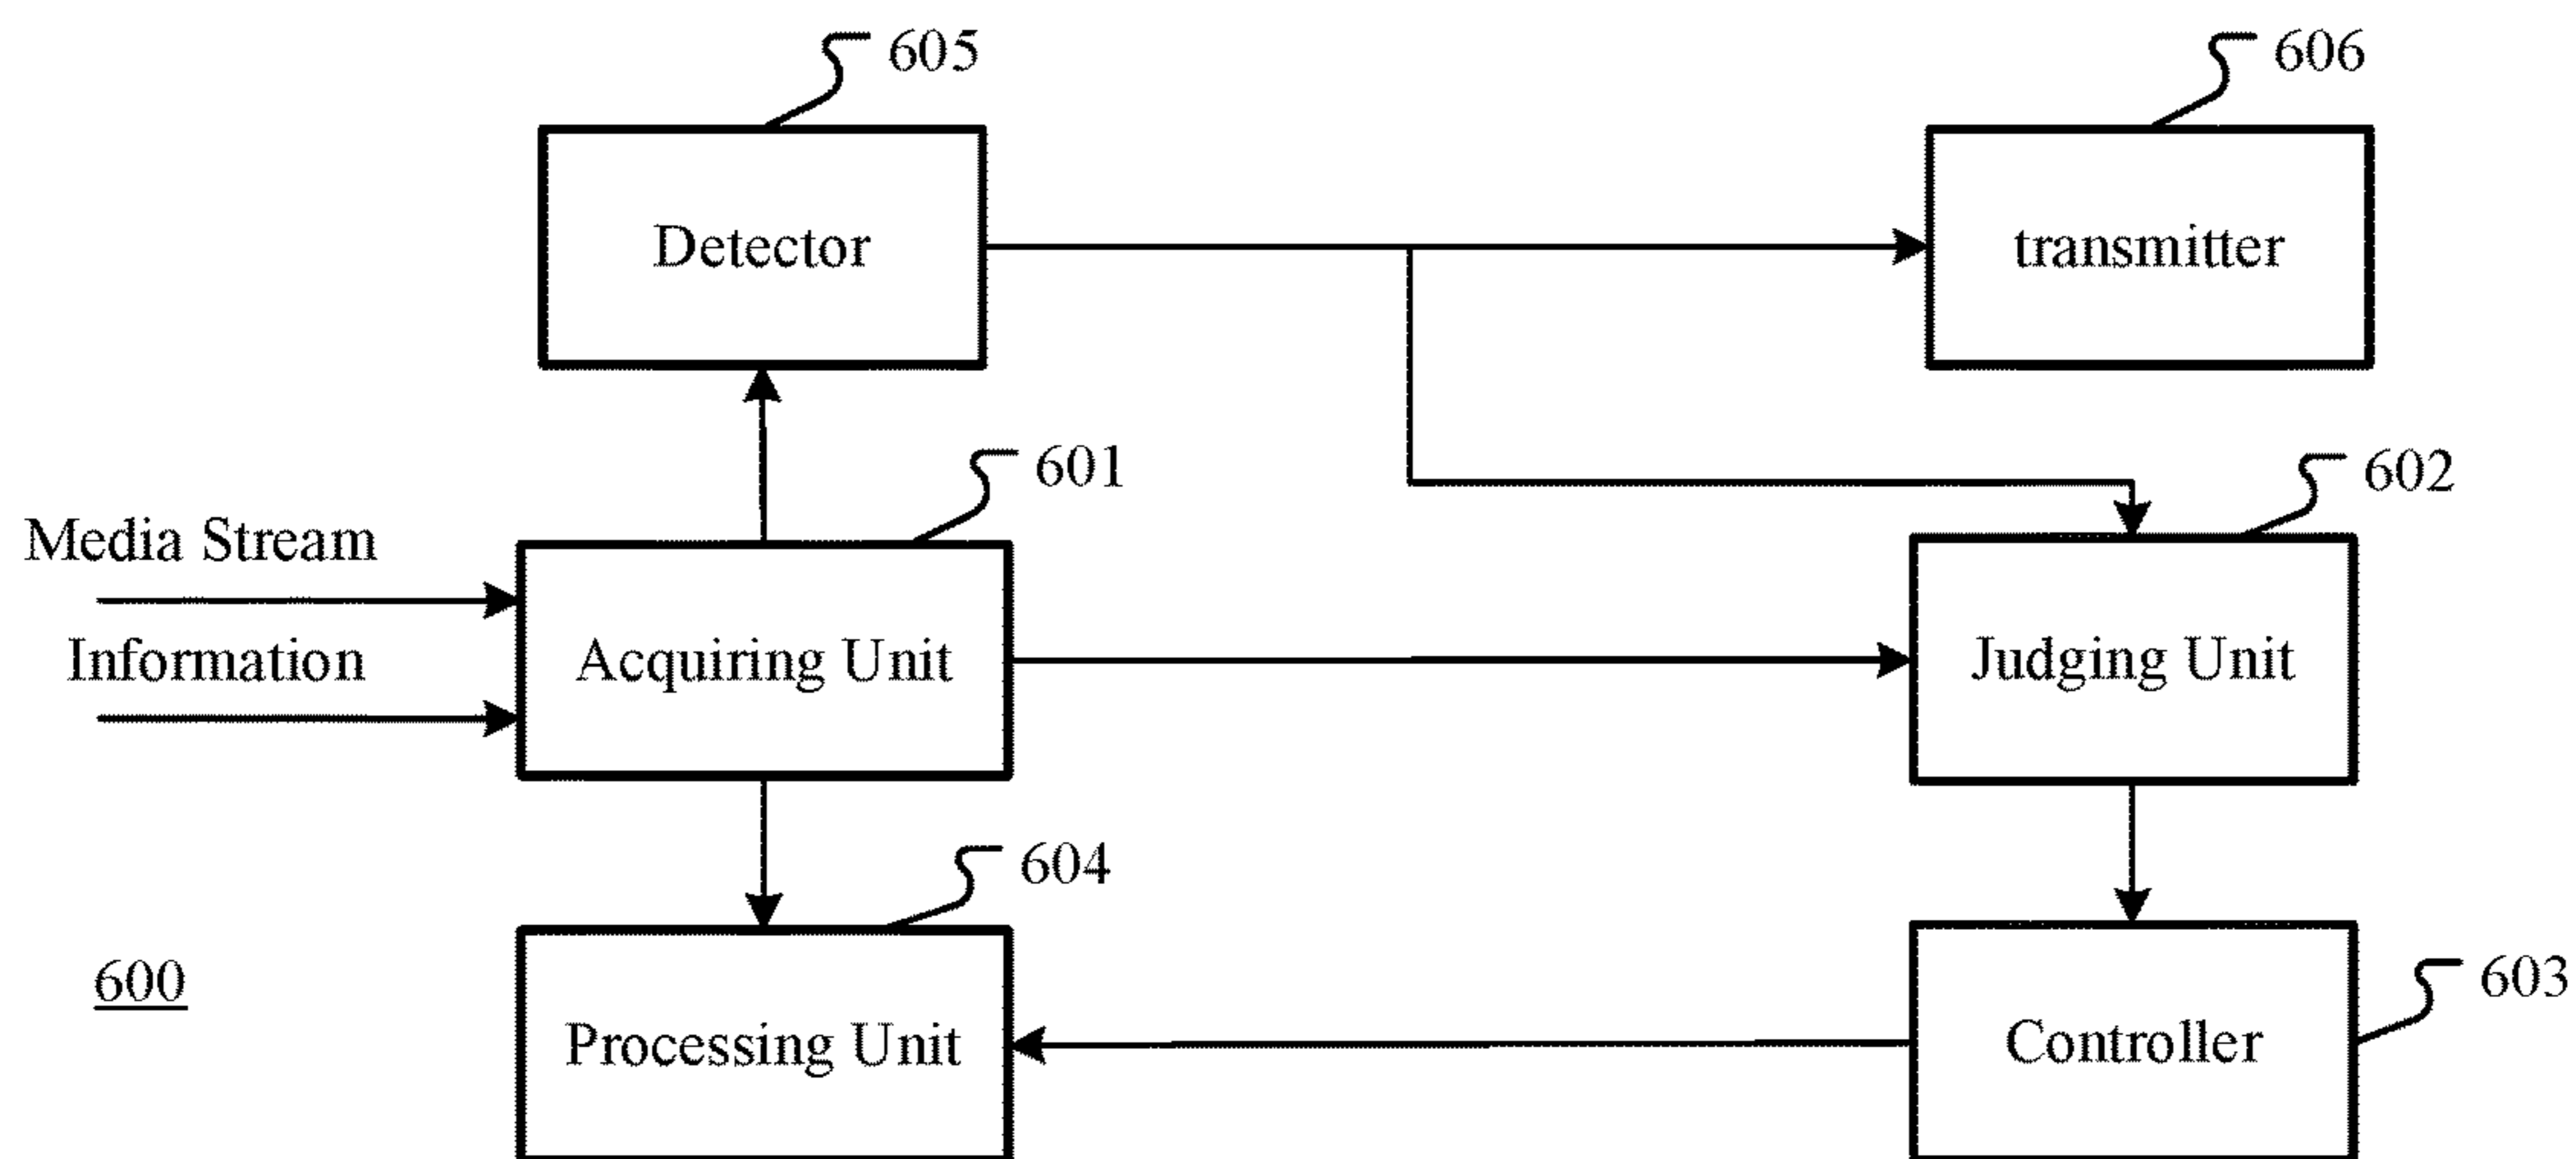 605
606
Detector
transmitter
601
602
Media Stream
Information
Acquiring Unit
Judging Unit
604
600
603
Processing Unit
Controller